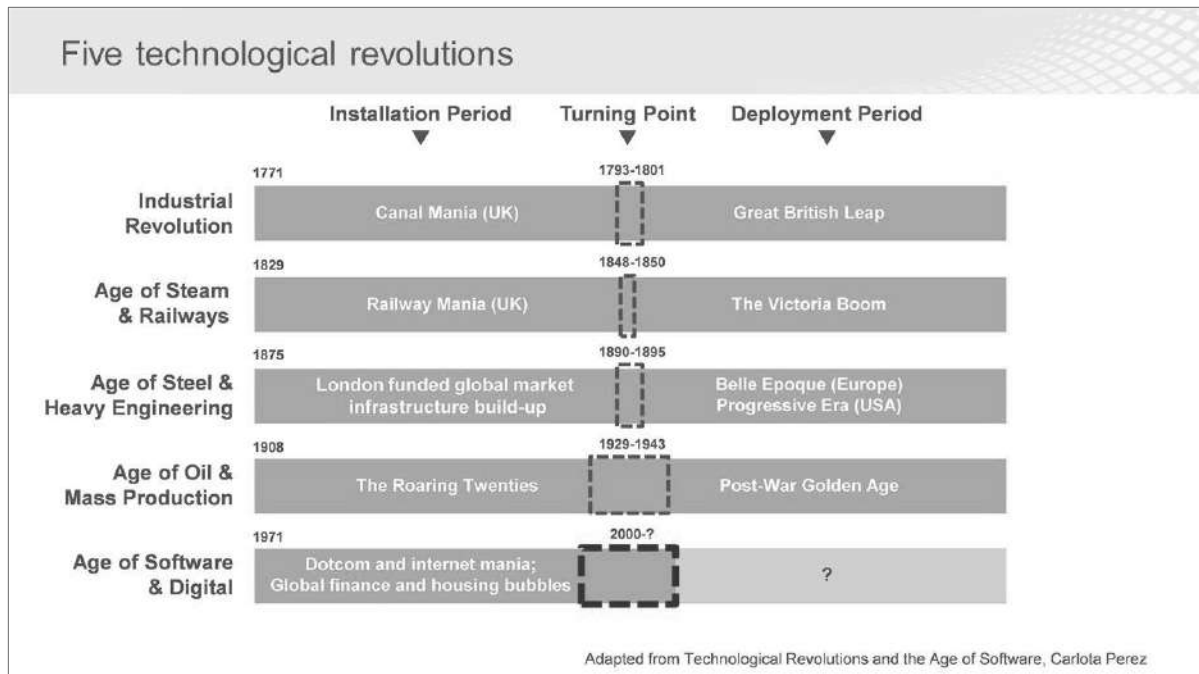 Five technological revolutions
Installation Period
Turning Point
Deployment Period
1771
1793-1801
Industrial
Revolution
Canal Mania (UK)
Great British Leap
1829
1848-1850
Age of Steam
& Railways
Railway Mania (UK)
The Victoria Boom
1875
1890-1895
Age of Steel &
Heavy Engineering
London funded global market
infrastructure build-up
Belle Epoque (Europe)
Progressive Era (USA)
1908
1929-1943
Age of Oil &
Mass Production
The Roaring Twenties
Post-War Golden Age
1971
2000-?
Age of Software
& Digital
Dotcom and internet mania;
Global finance and housing bubbles
?
Adapted from Technological Revolutions and the Age of Software, Carlota Perez